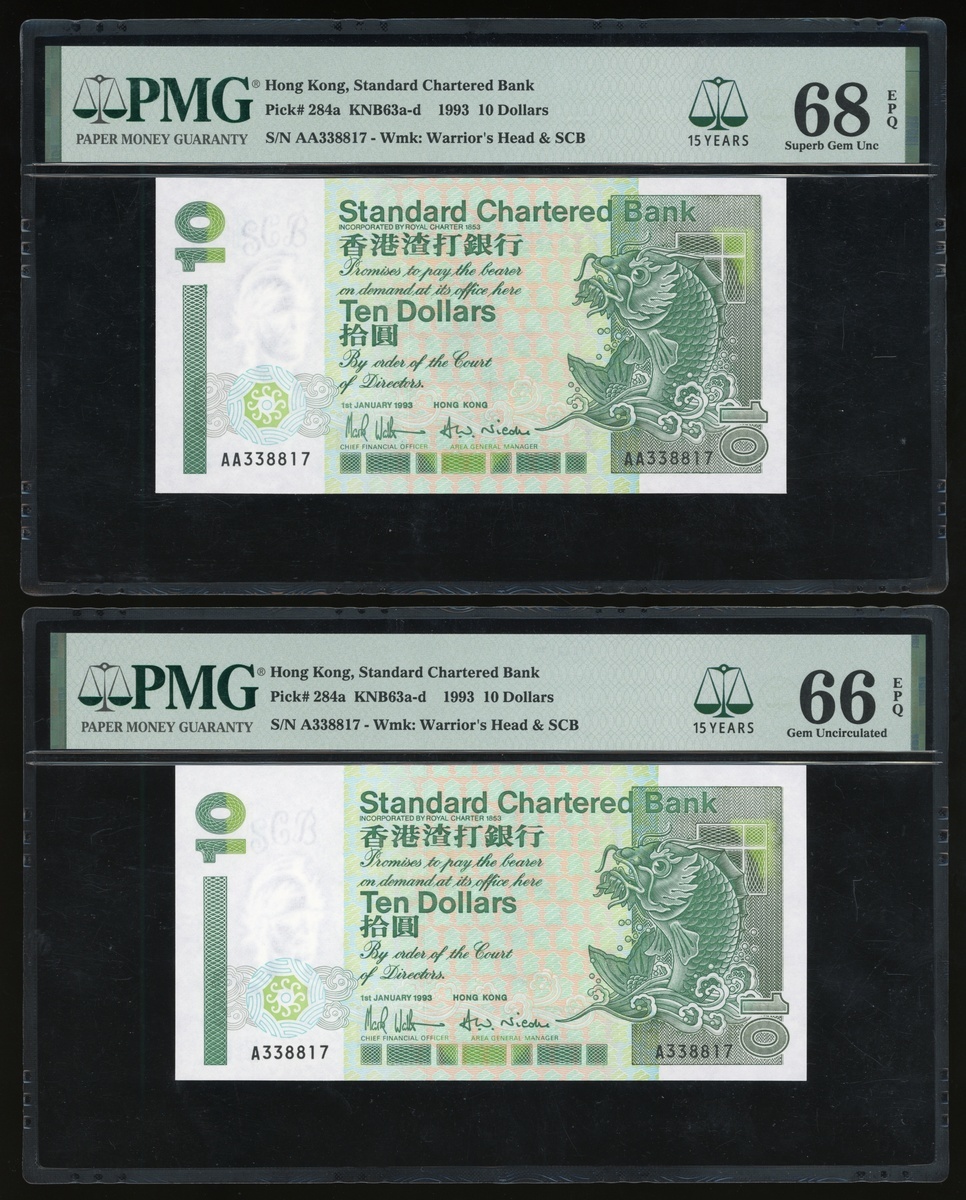 PMG®
PAPER MONEY GUARANTY
Hong Kong, Standard Chartered Bank
Pick# 284a KNB63a-d 1993 10 Dollars
S/N AA338817 - Wmk: Warrior's Head & SCB
15 YEARS
68 EPQ
Superb Gem Unc
10
SCB
Standard Chartered Bank
INCORPORATED BY ROYAL CHARTER 1853
香港渣打銀行
Promises to pay the bearer
on demand at its office here
Ten Dollars
拾圓
By order of the Court
of Directors.
1st JANUARY 1993 HONG KONG
CHIEF FINANCIAL OFFICER AREA GENERAL MANAGER
AA338817
AA338817
10
PMG®
PAPER MONEY GUARANTY
Hong Kong, Standard Chartered Bank
Pick# 284a KNB63a-d 1993 10 Dollars
S/N A338817 - Wmk: Warrior's Head & SCB
15 YEARS
66 EPQ
Gem Uncirculated
10
SCB
Standard Chartered Bank
INCORPORATED BY ROYAL CHARTER 1853
香港渣打銀行
Promises to pay the bearer
on demand at its office here
Ten Dollars
拾圓
By order of the Court
of Directors.
1st JANUARY 1993 HONG KONG
CHIEF FINANCIAL OFFICER AREA GENERAL MANAGER
A338817
A338817
10